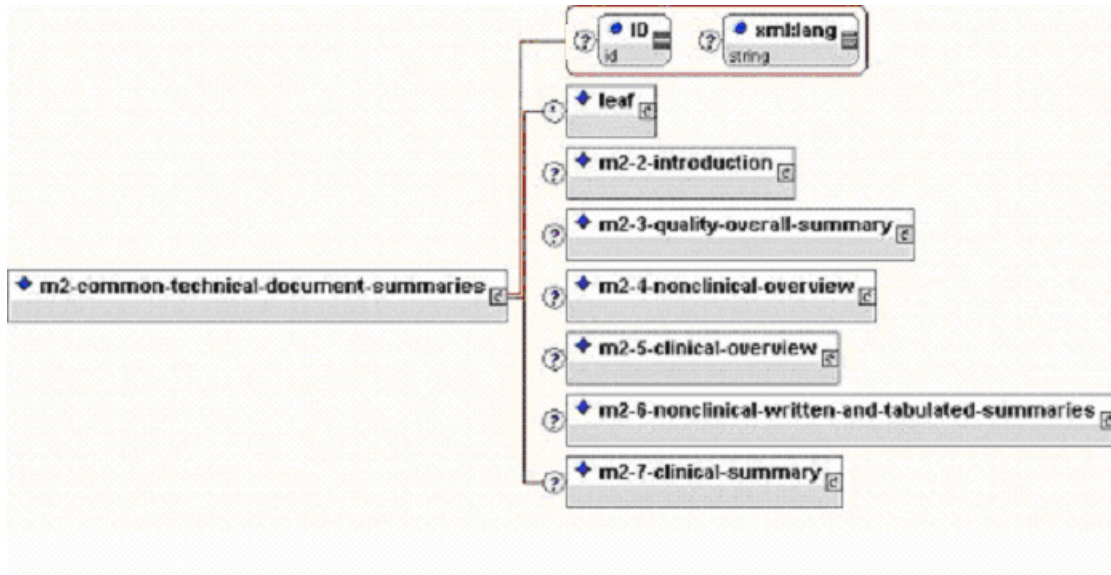 ID
xml:lang
id
string
leaf
m2-2-introduction
m2-3-quality-overall-summary
m2-common-technical-document-summaries
m2-4-nonclinical-overview
m2-5-clinical-overview
m2-6-nonclinical-written-and-tabulated-summaries
m2-7-clinical-summary